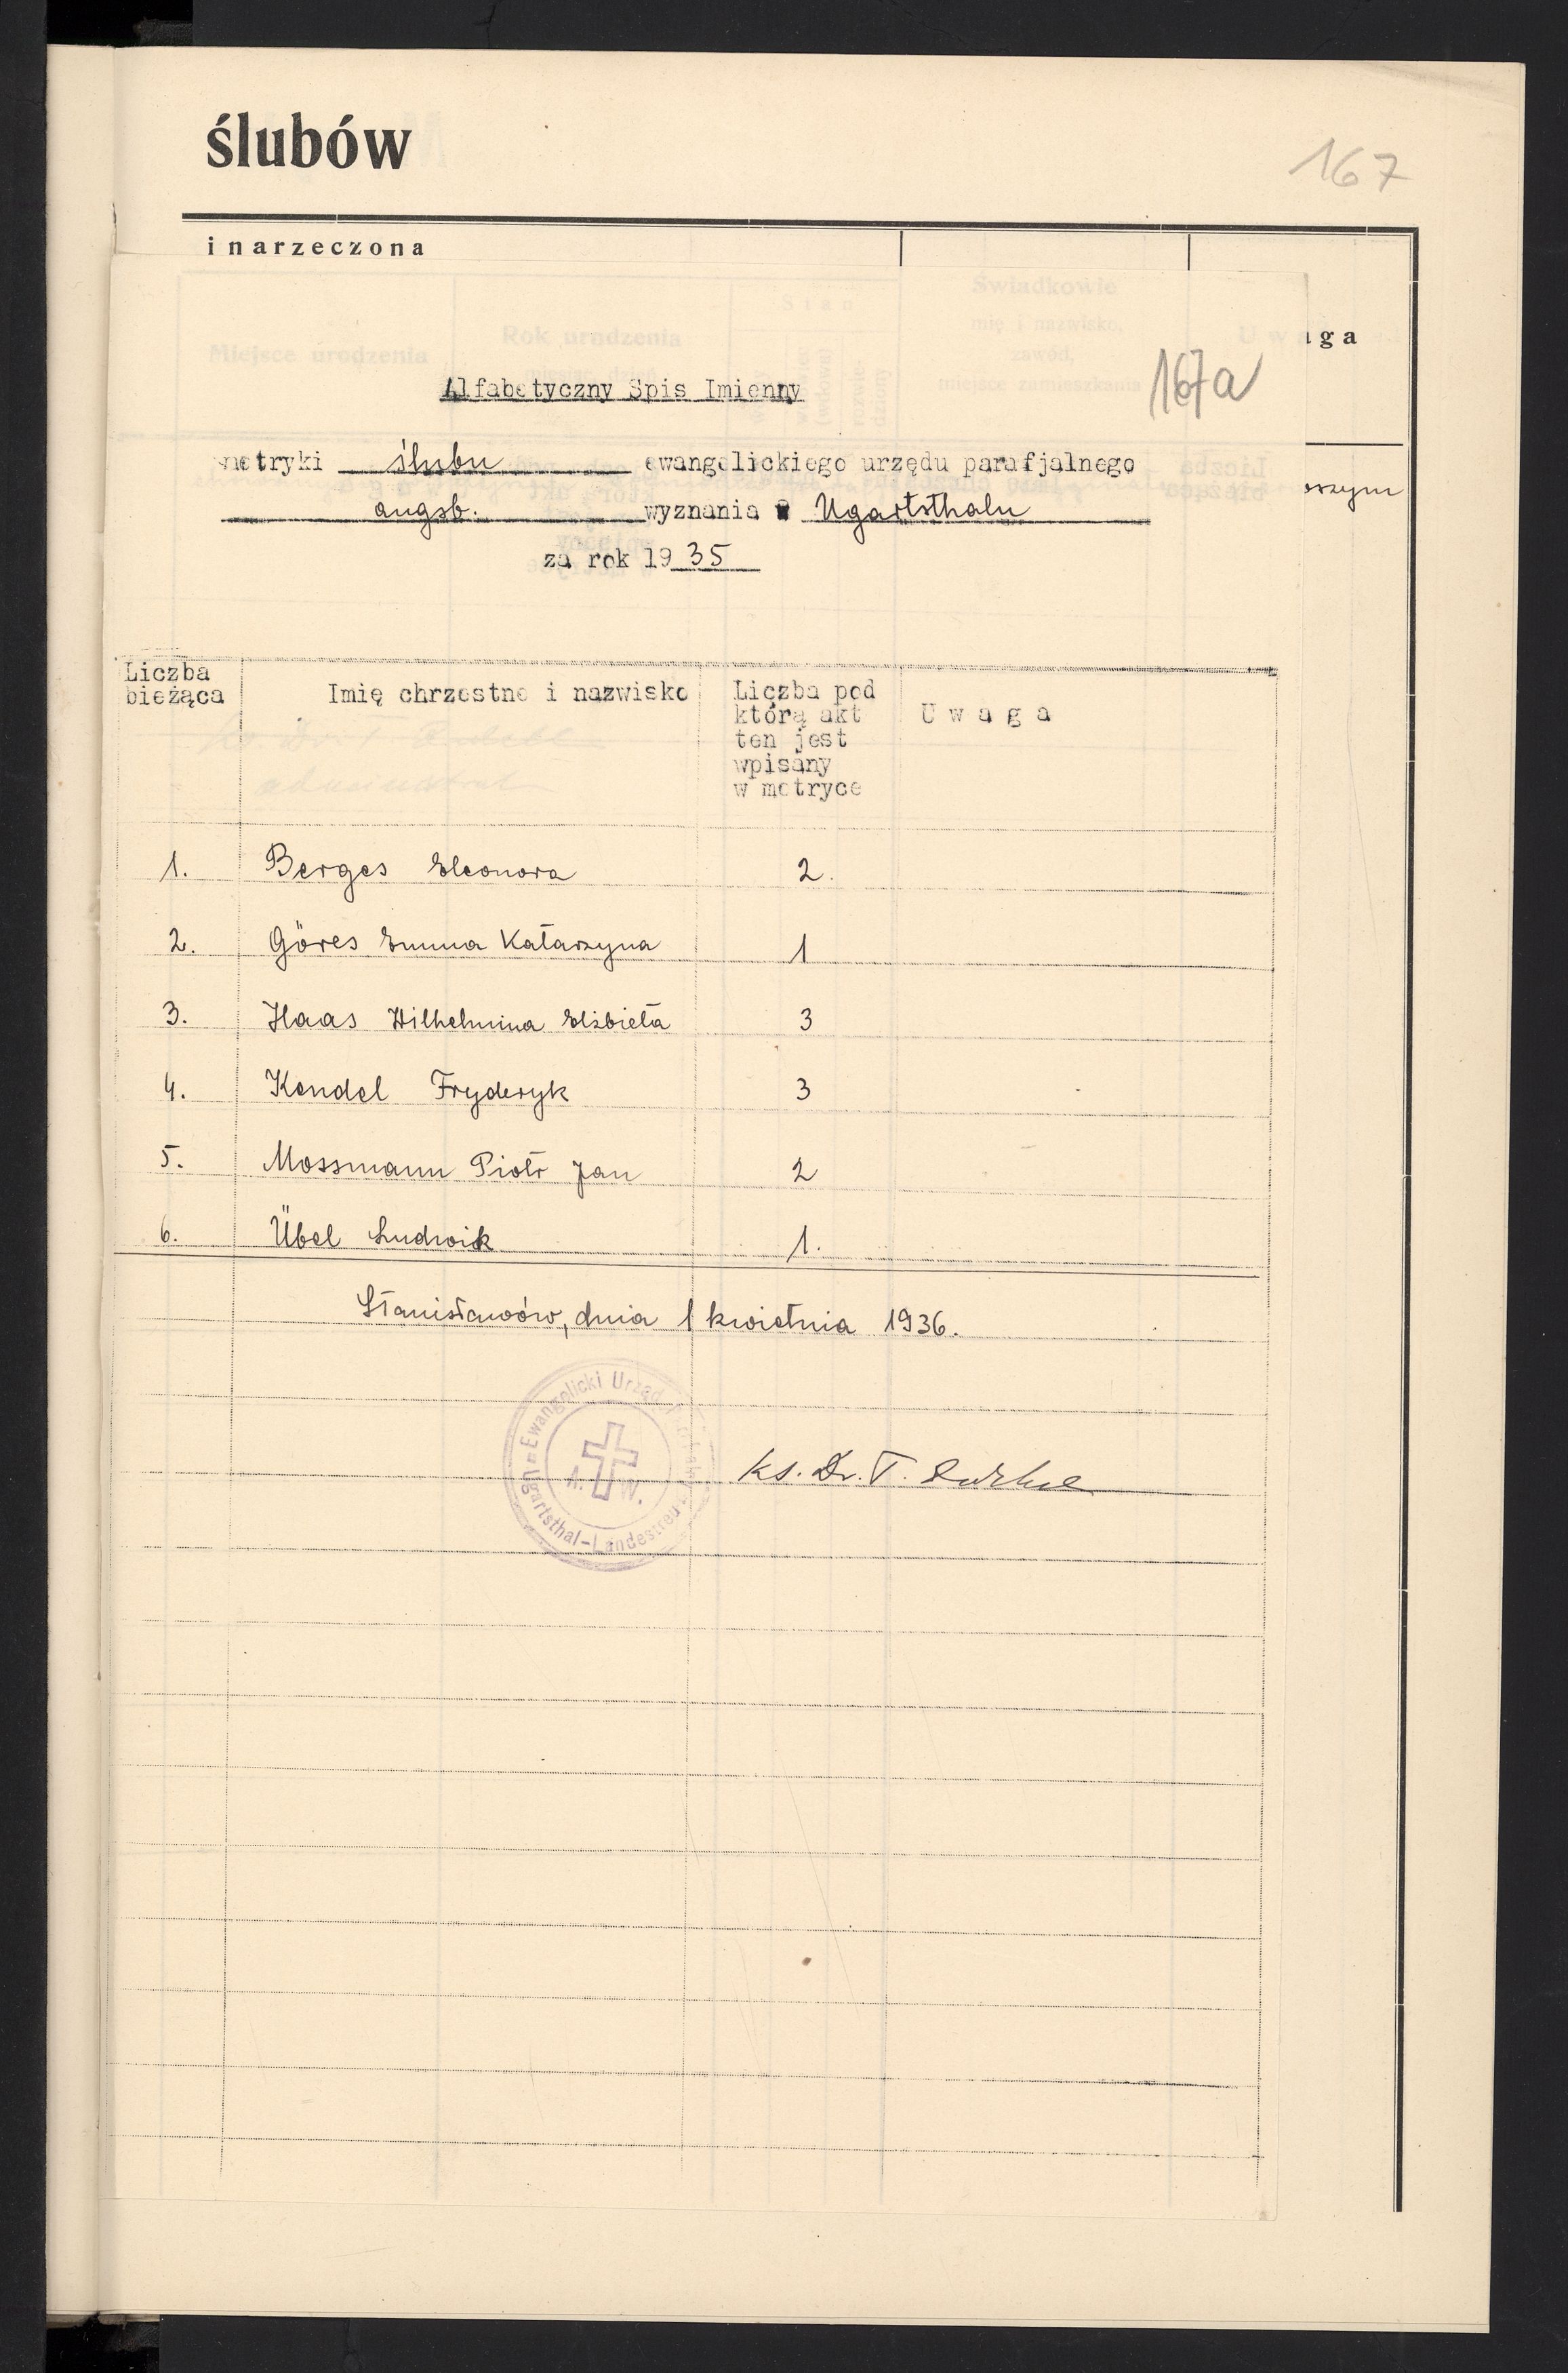 ślubów
167
i narzeczona
aga
Alfabetyczny Spis Imienny
167a
metryki ślubu ewangelickiego urzędu parafjalnego
augsb. wyznania w Ugartsthalu
za rok 1935
Liczba bieżąca
Imię chrzestne i nazwisko
Liczba pod którą akt ten jest wpisany w metryce
Uwaga
1. Berges Eleonora 2.
2. Göres Emma Katarzyna 1
3. Haas Wilhelmina Elżbieta 3
4. Kendel Fryderyk 3
5. Mossmann Piotr Jan 2
6. Übel Ludwik 1.
Stanisławów, dnia 1 kwietnia 1936.
Ewangelicki Urząd
A. W.
Ugartsthal-Landestreu
ks. Dr. T.